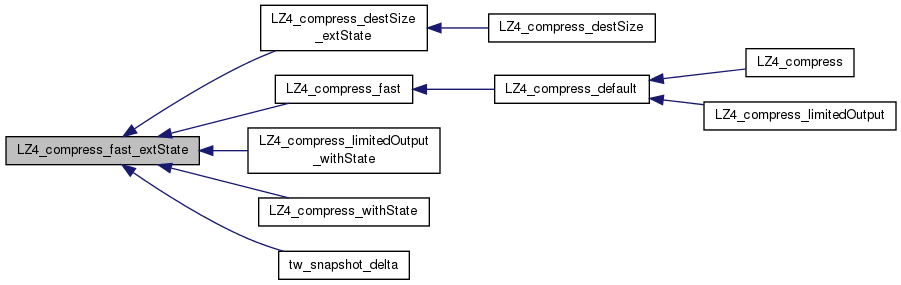 LZ4_compress_destSize
_extState
LZ4_compress_destSize
LZ4_compress
LZ4_compress_fast
LZ4_compress_default
LZ4_compress_limitedOutput
LZ4_compress_fast_extState
LZ4_compress_limitedOutput
_withState
LZ4_compress_withState
tw_snapshot_delta